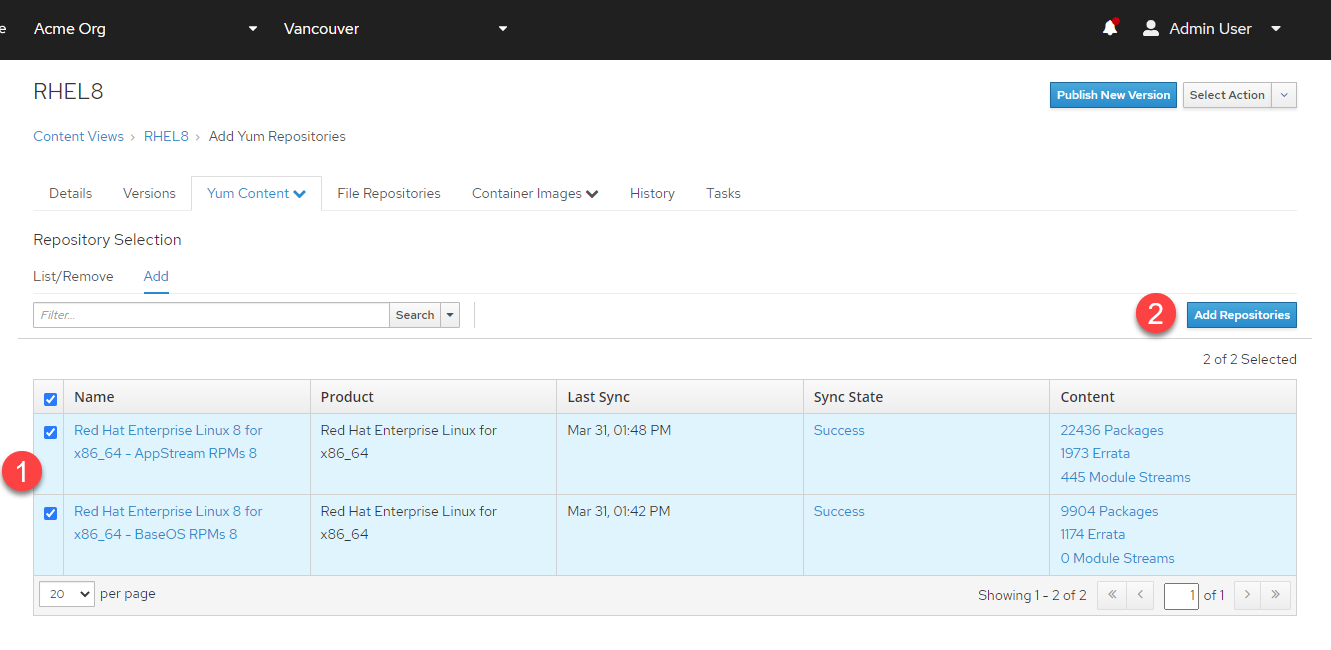 e Acme Org Vancouver Admin User
RHEL8
Publish New Version Select Action
Content Views › RHEL8 › Add Yum Repositories
Details Versions Yum Content File Repositories Container Images History Tasks
Repository Selection
List/Remove Add
Filter... Search 2 Add Repositories
2 of 2 Selected
Name Product Last Sync Sync State Content
Red Hat Enterprise Linux 8 for Red Hat Enterprise Linux for Mar 31, 01:48 PM Success 22436 Packages
x86_64 - AppStream RPMs 8 x86_64 1973 Errata
1 445 Module Streams
Red Hat Enterprise Linux 8 for Red Hat Enterprise Linux for Mar 31, 01:42 PM Success 9904 Packages
x86_64 - BaseOS RPMs 8 x86_64 1174 Errata
0 Module Streams
20 per page Showing 1 - 2 of 2 « ‹ 1 of 1 › »